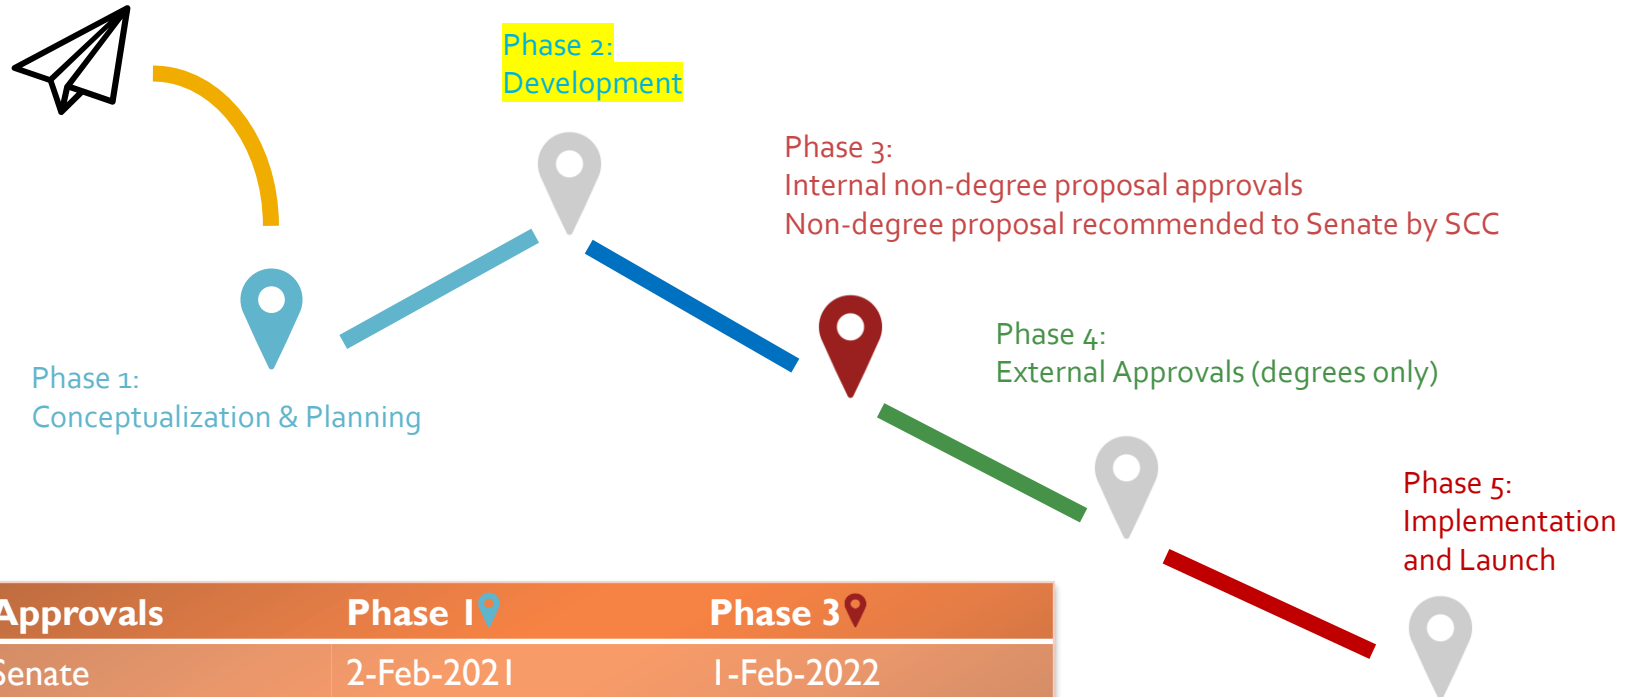 Phase 2:
Development
Phase 3:
Internal non-degree proposal approvals
Non-degree proposal recommended to Senate by SCC
Phase 4:
External Approvals (degrees only)
Phase 1:
Conceptualization & Planning
Phase 5:
Implementation
and Launch
Approvals Phase 1 Phase 3
Senate 2-Feb-2021 1-Feb-2022